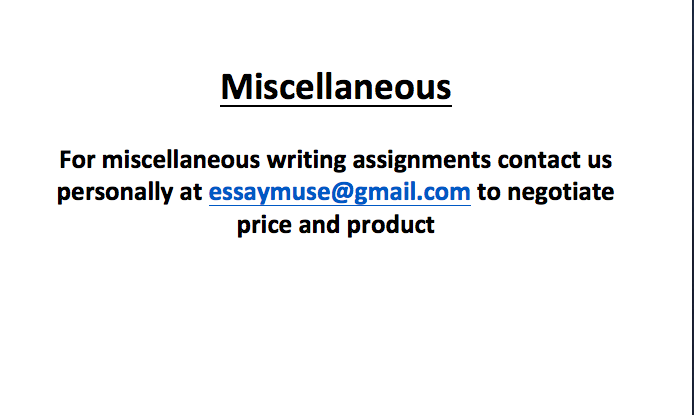 Miscellaneous
For miscellaneous writing assignments contact us
personally at essaymuse@gmail.com to negotiate
price and product